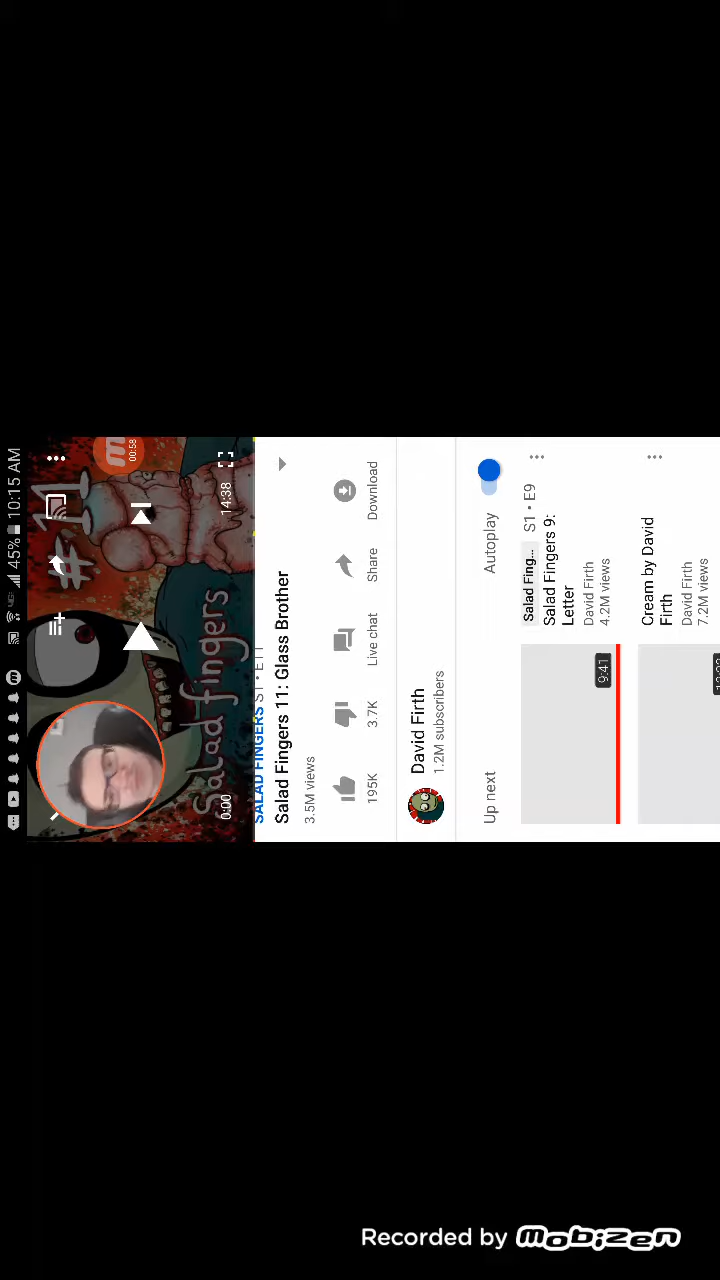 45% 10:15 AM
#11
00:58
Salad fingers
0:00
14:38
SALAD FINGERS S1 • E11
Salad Fingers 11: Glass Brother
3.5M views
195K
3.7K
Live chat
Share
Download
David Firth
1.2M subscribers
Up next
Autoplay
9:41
Salad Fing... S1 • E9
Salad Fingers 9:
Letter
David Firth
4.2M views
Cream by David
Firth
David Firth
7.2M views
Recorded by mobizen